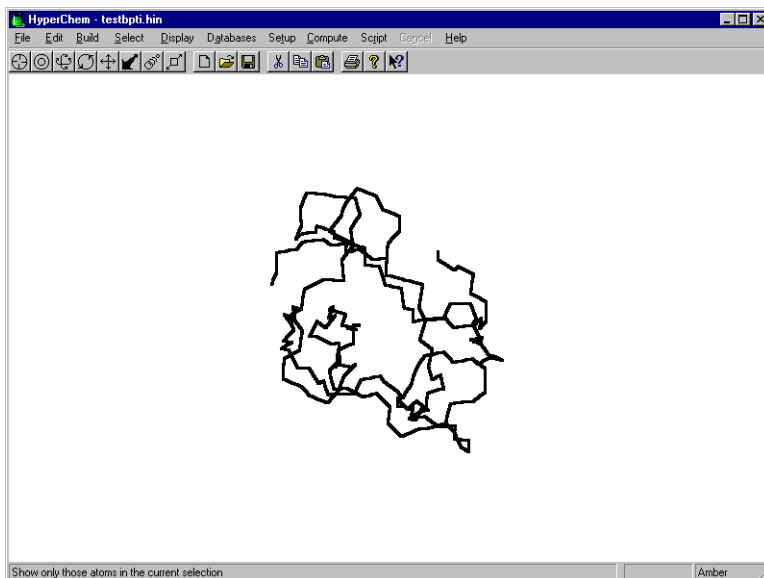 HyperChem - testbpti.hin
File Edit Build Select Display Databases Setup Compute Script Cancel Help
Show only those atoms in the current selection Amber